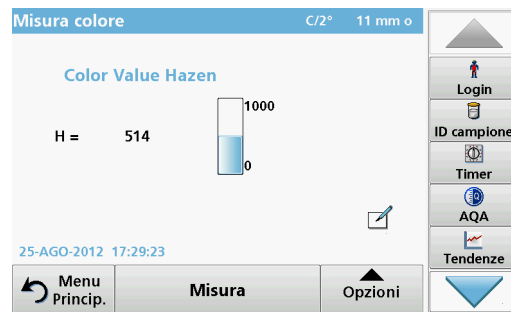 Misura colore C/2° 11 mm o
Color Value Hazen
1000
H = 514
0
25-AGO-2012 17:29:23
Menu
Princip.
Misura
Opzioni
Login
ID campione
Timer
AQA
Tendenze